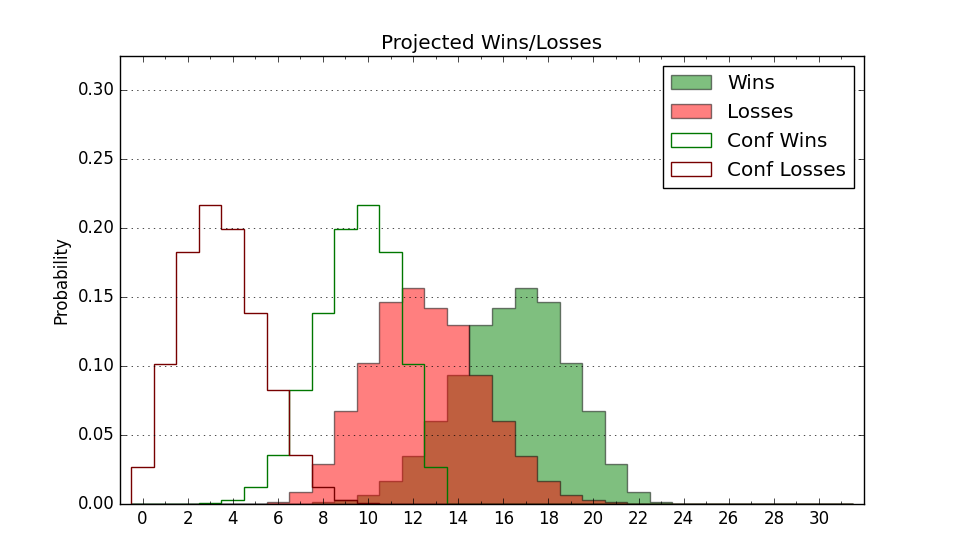 Projected Wins/Losses
Probability
0.30
0.25
0.20
0.15
0.10
0.05
0.00
0 2 4 6 8 10 12 14 16 18 20 22 24 26 28 30
Wins
Losses
Conf Wins
Conf Losses